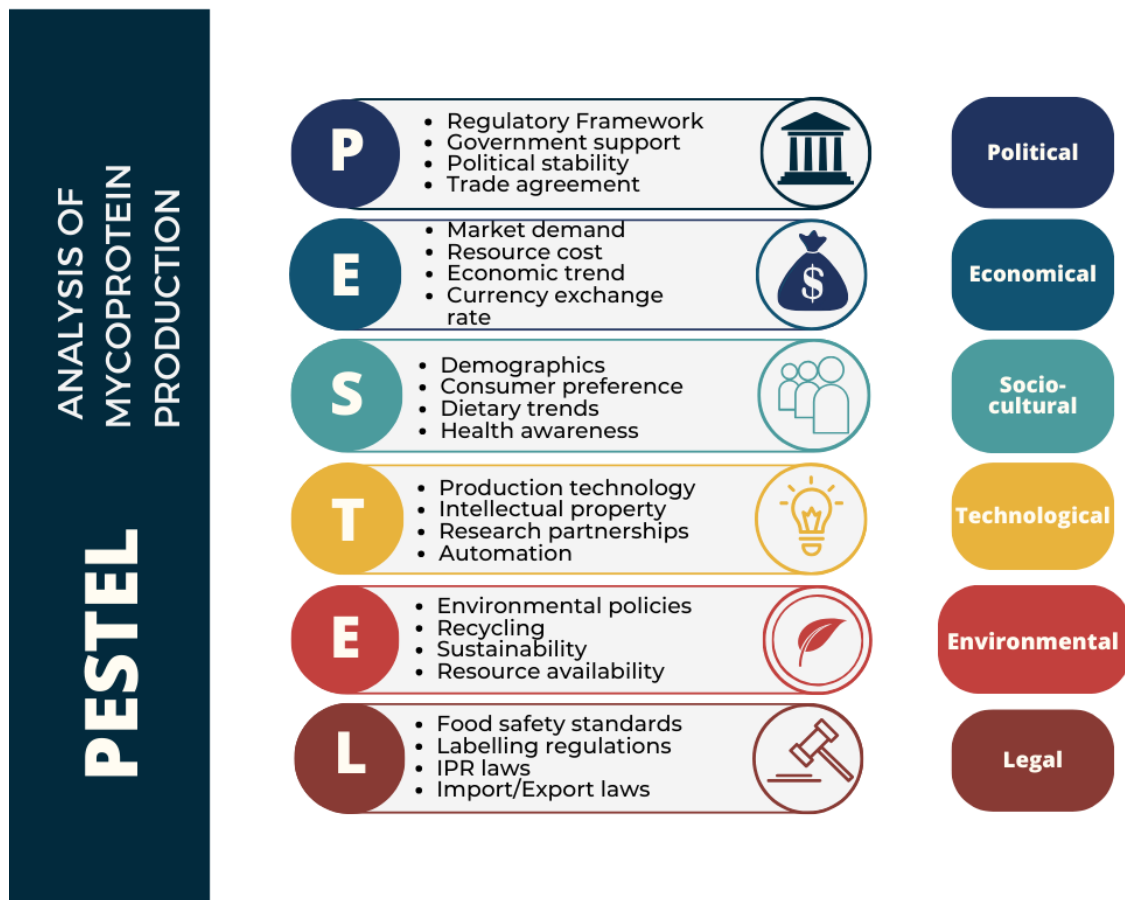 PESTEL
ANALYSIS OF
MYCOPROTEIN
PRODUCTION
P
• Regulatory Framework
• Government support
• Political stability
• Trade agreement
Political
E
• Market demand
• Resource cost
• Economic trend
• Currency exchange
rate
$
Economical
S
• Demographics
• Consumer preference
• Dietary trends
• Health awareness
Socio-
cultural
T
• Production technology
• Intellectual property
• Research partnerships
• Automation
Technological
E
• Environmental policies
• Recycling
• Sustainability
• Resource availability
Environmental
L
• Food safety standards
• Labelling regulations
• IPR laws
• Import/Export laws
Legal